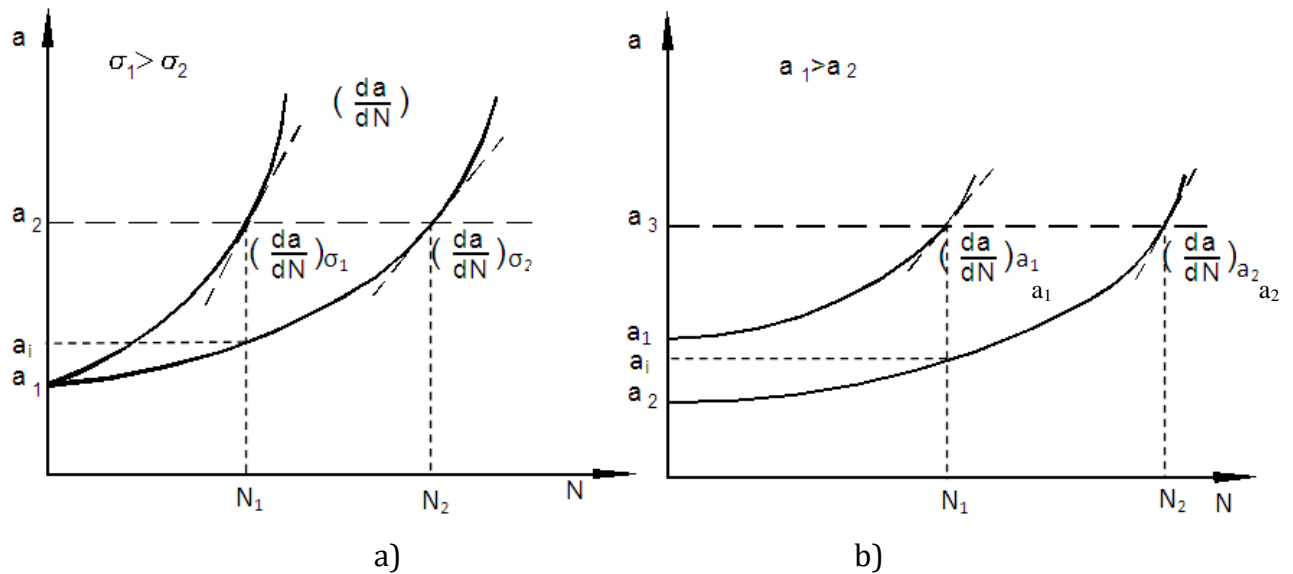 a
σ₁> σ₂
(da/dN)
a₂
(da/dN)σ₁
(da/dN)σ₂
aᵢ
a₁
N₁
N₂
N
a)
a
a₁>a₂
a₃
(da/dN)a₁
a₁
(da/dN)a₂
a₂
a₁
aᵢ
a₂
N₁
N₂
N
b)